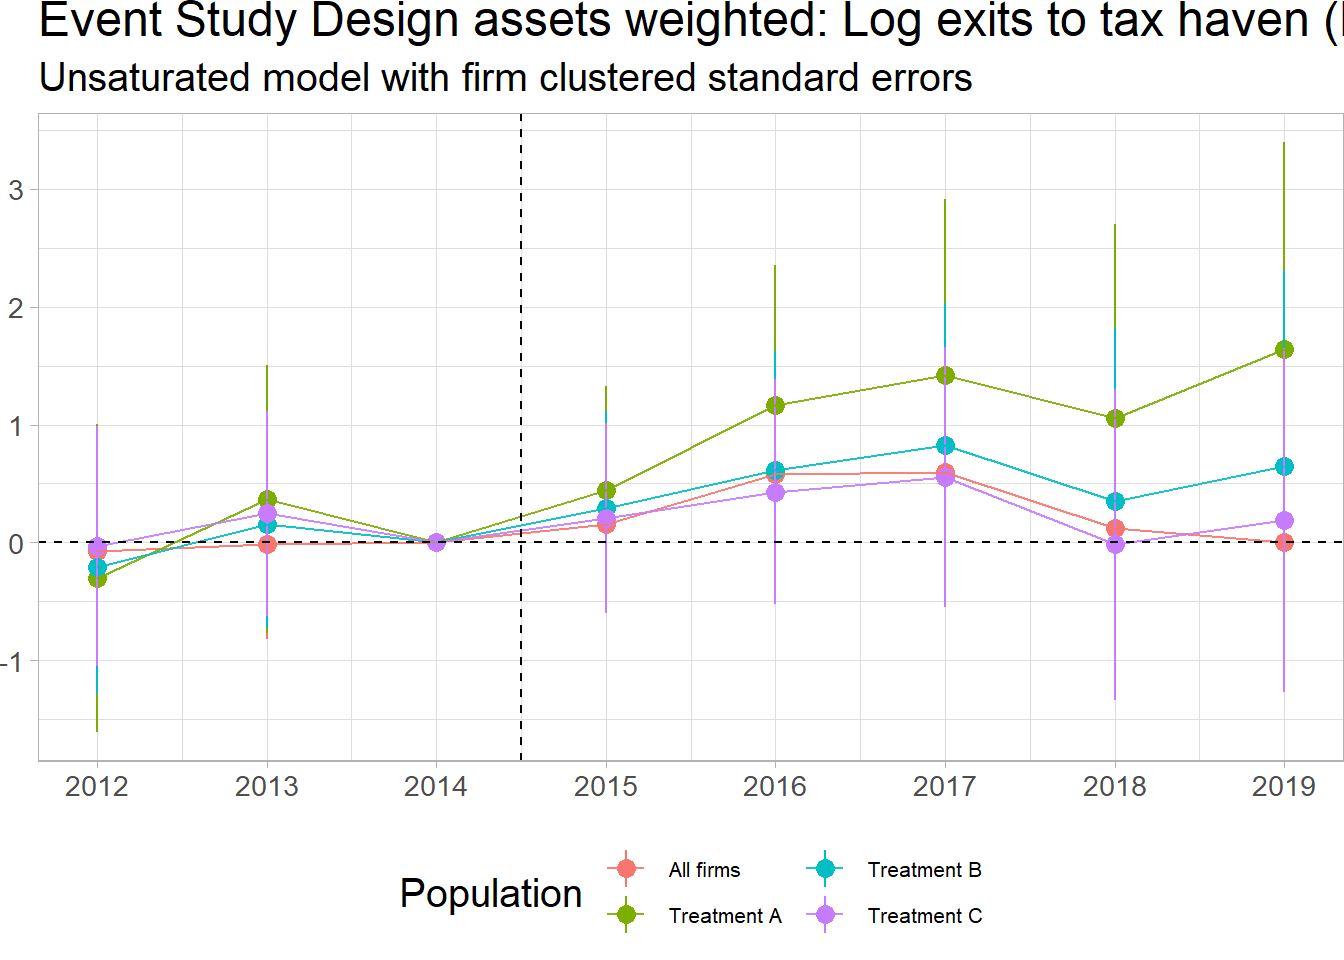 Event Study Design assets weighted: Log exits to tax haven (
Unsaturated model with firm clustered standard errors
3
2
1
0
-1
2012 2013 2014 2015 2016 2017 2018 2019
Population
All firms
Treatment A
Treatment B
Treatment C